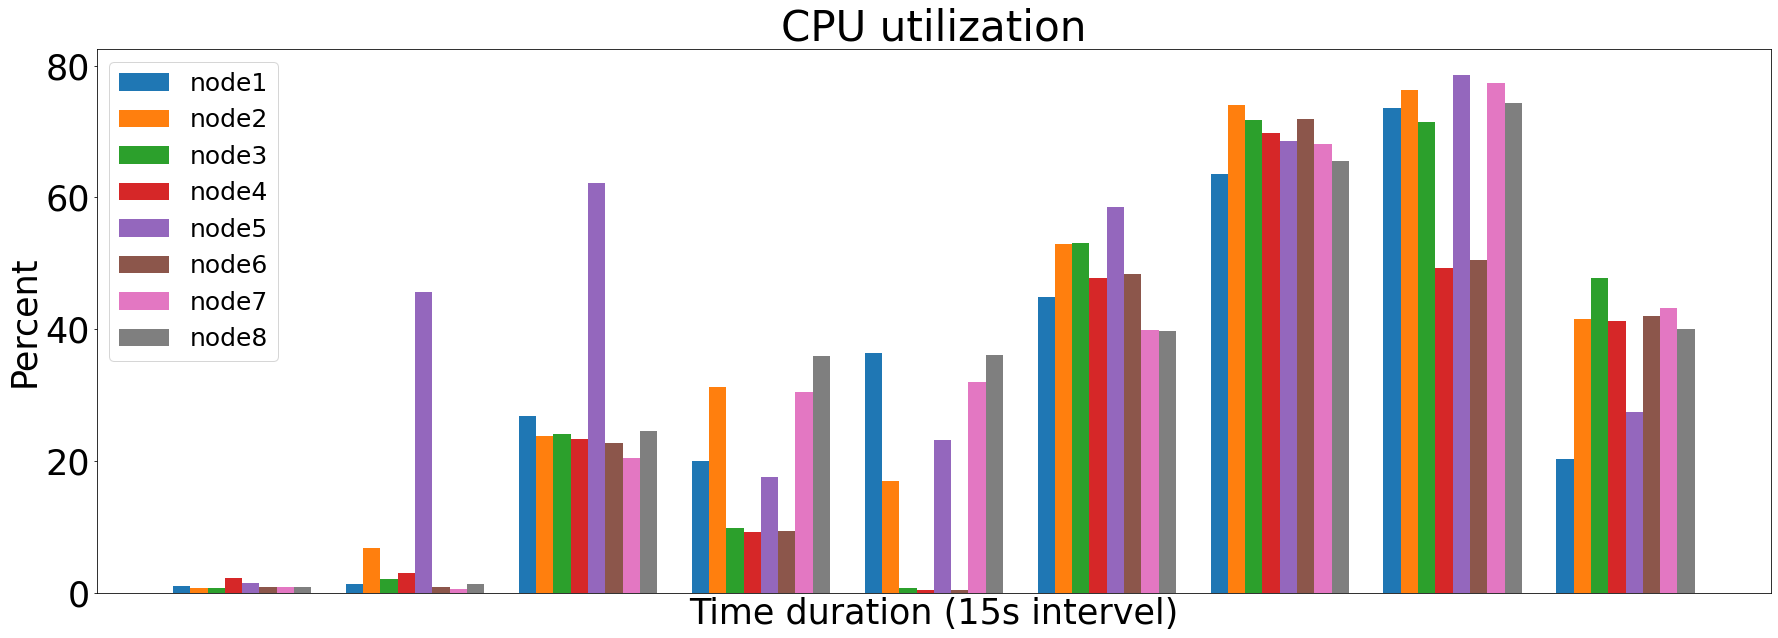 CPU utilization
80
60
40
20
0
Percent
node1
node2
node3
node4
node5
node6
node7
node8
Time duration (15s intervel)